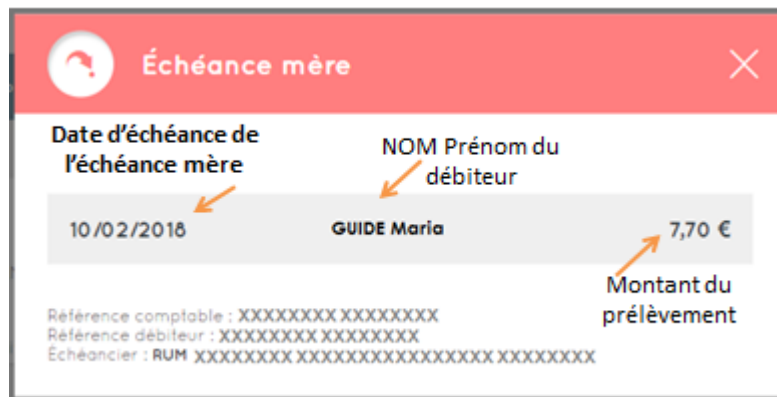 Échéance mère
Date d'échéance de
l'échéance mère
NOM Prénom du
débiteur
10/02/2018 GUIDE Maria 7,70 €
Montant du
prélèvement
Référence comptable : XXXXXXXX XXXXXXXX
Référence débiteur : XXXXXXXX XXXXXXXX
Échéancier : RUM XXXXXXXX XXXXXXXXXXXXXXXX XXXXXXXX